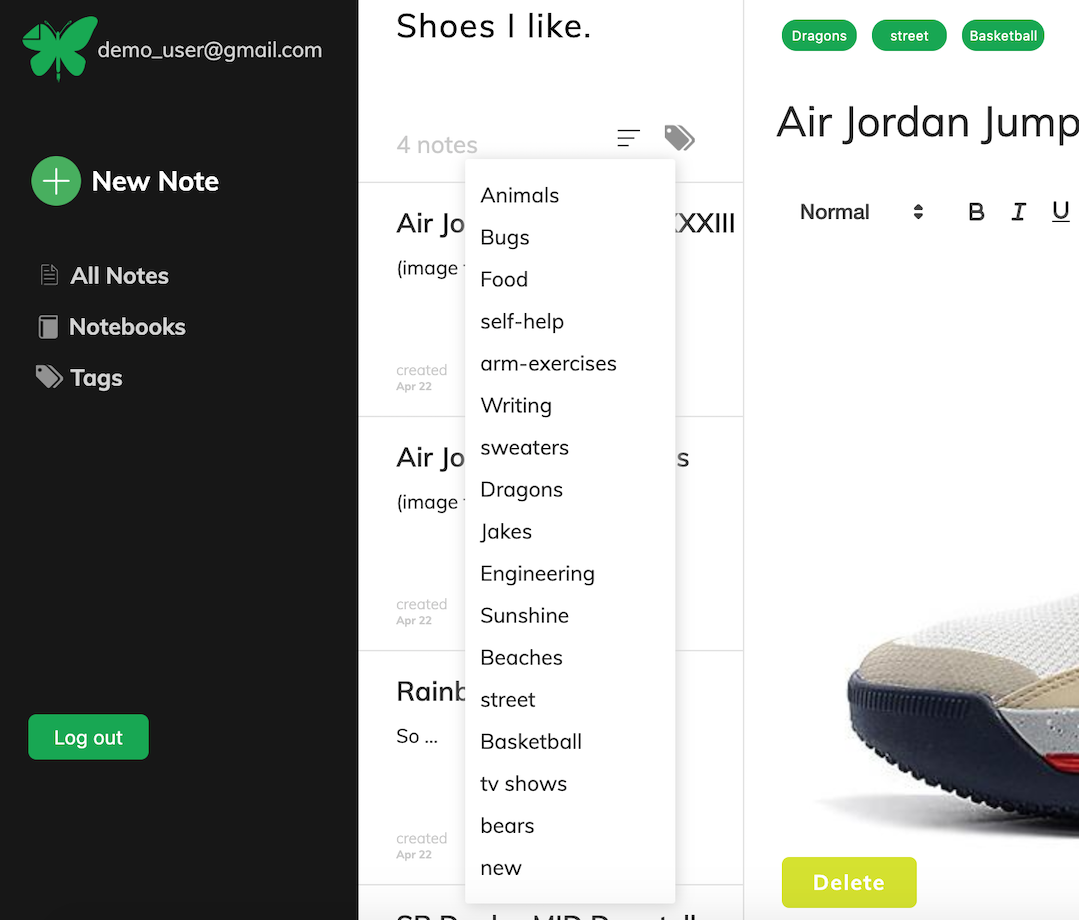 demo_user@gmail.com
New Note
All Notes
Notebooks
Tags
Log out
Shoes I like.
4 notes
Animals
Bugs
Food
self-help
arm-exercises
Writing
sweaters
Dragons
Jakes
Engineering
Sunshine
Beaches
street
Basketball
tv shows
bears
new
Air Jo XXXIII
(image
created
Apr 22
Air Jo s
(image
created
Apr 22
Rainb
So ...
created
Apr 22
Dragons street Basketball
Air Jordan Jump
Normal B I U
Delete